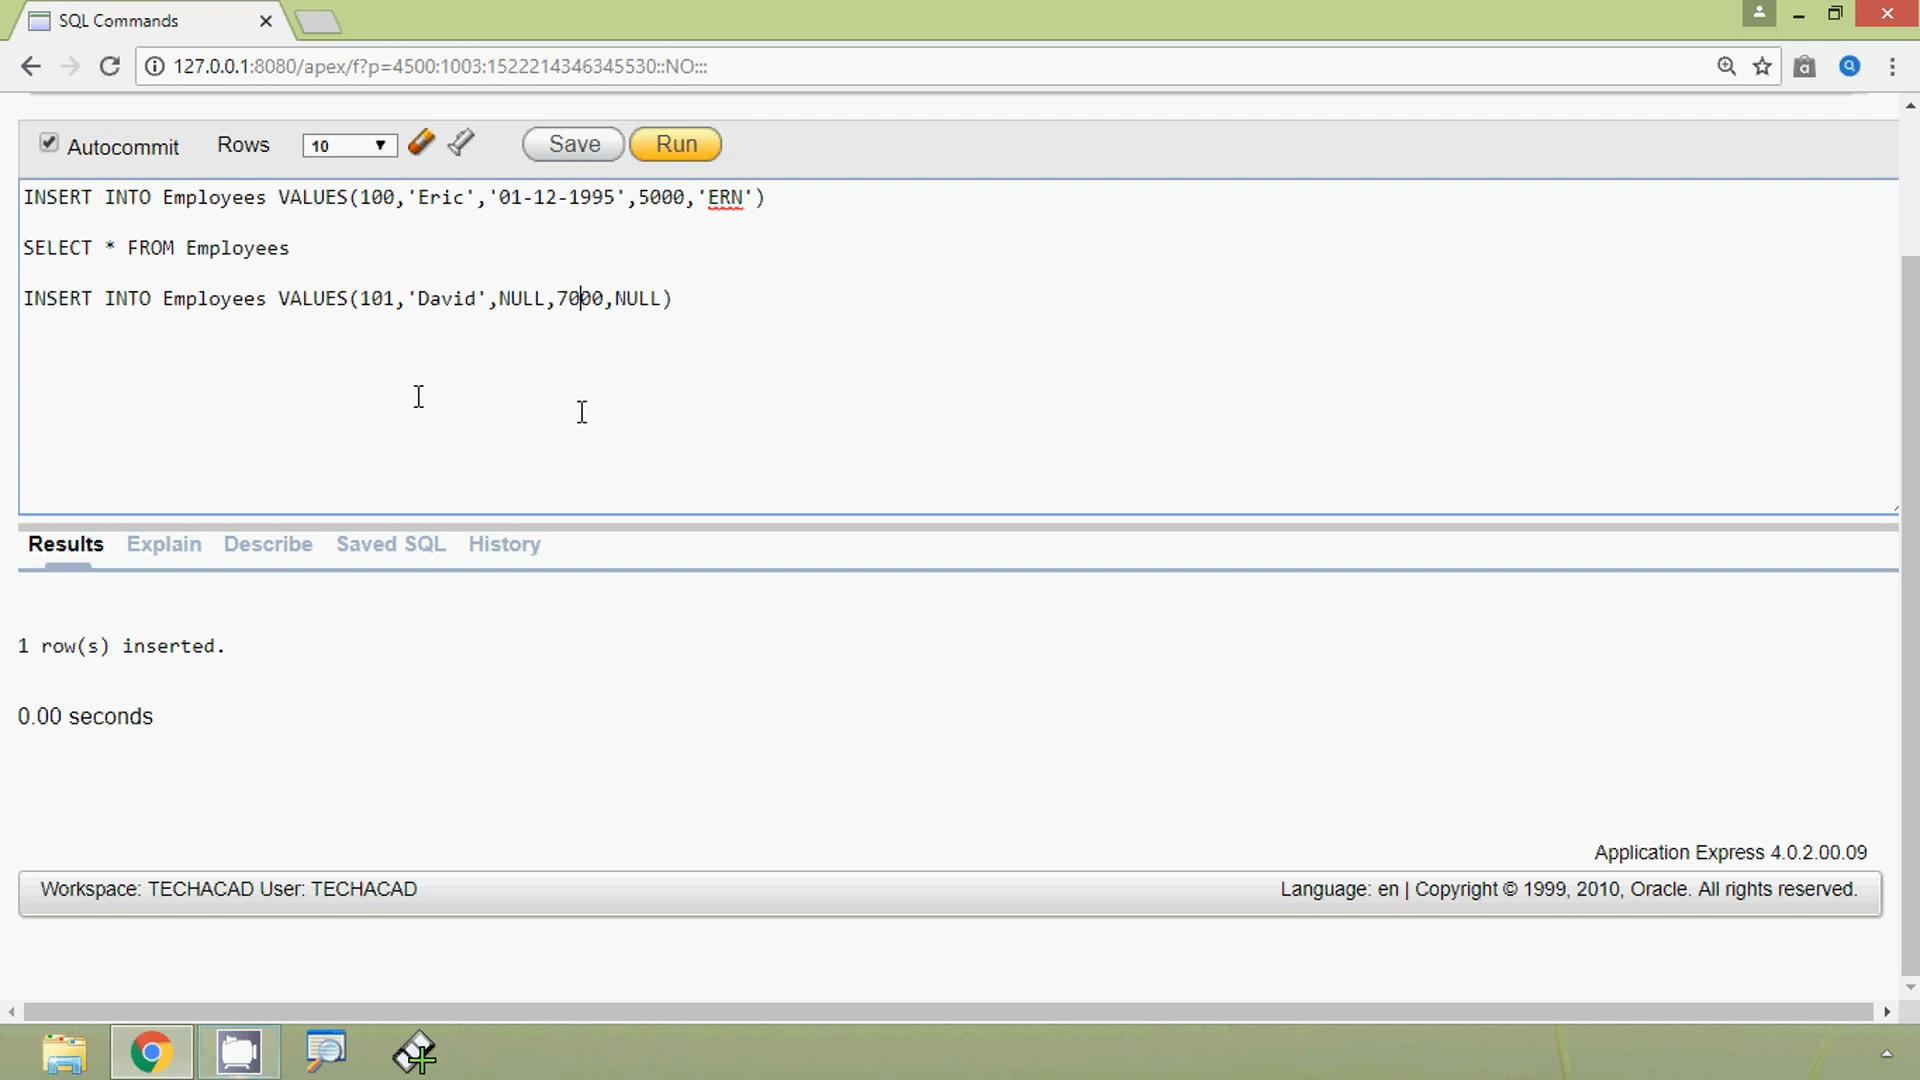 SQL Commands
127.0.0.1:8080/apex/f?p=4500:1003:1522214346345530::NO:::
Autocommit Rows 10 Save Run
INSERT INTO Employees VALUES(100,'Eric','01-12-1995',5000,'ERN')
SELECT * FROM Employees
INSERT INTO Employees VALUES(101,'David',NULL,7000,NULL)
Results Explain Describe Saved SQL History
1 row(s) inserted.
0.00 seconds
Application Express 4.0.2.00.09
Workspace: TECHACAD User: TECHACAD
Language: en | Copyright © 1999, 2010, Oracle. All rights reserved.